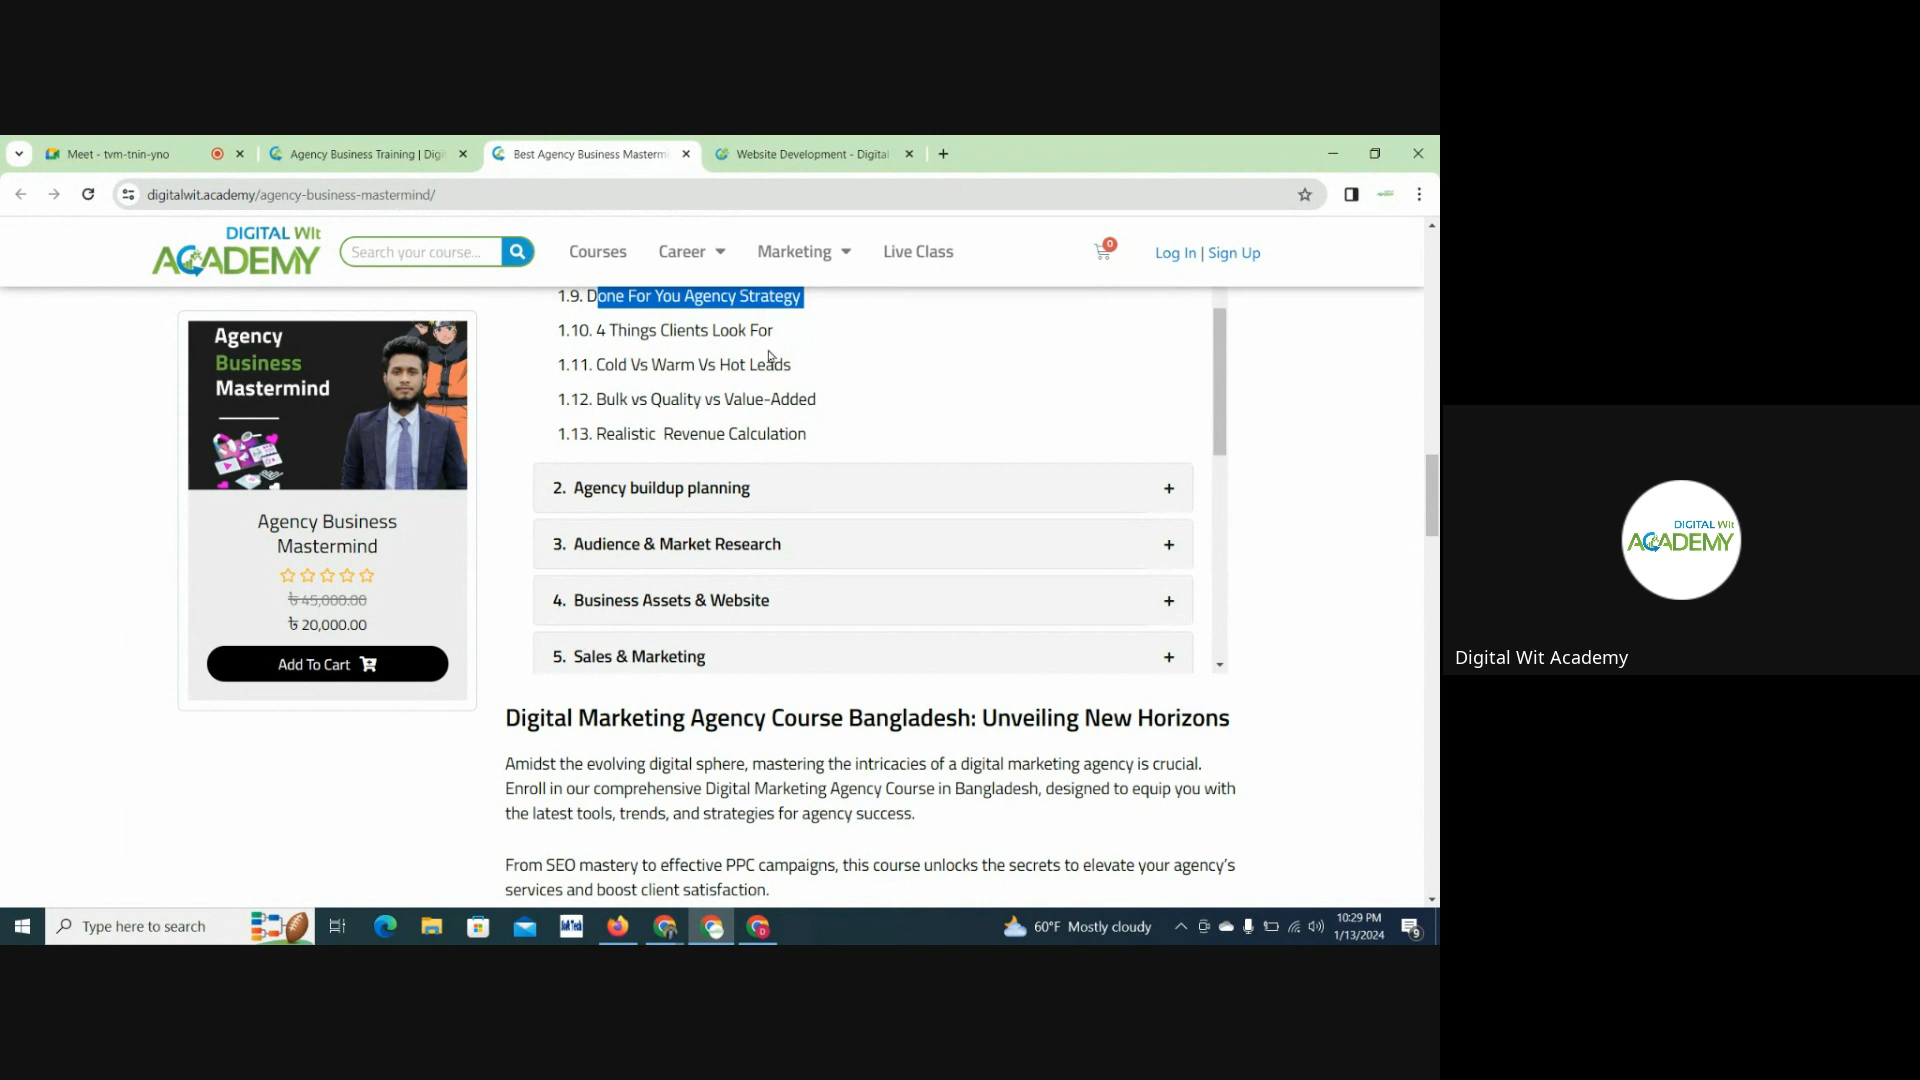 Meet - tvm-tnin-yno
Agency Business Training | Digi
Best Agency Business Masterm
Website Development - Digital
digitalwit.academy/agency-business-mastermind/
DIGITAL WIt
ACADEMY
Search your course...
Courses
Career
Marketing
Live Class
0
Log In | Sign Up
Agency
Business
Mastermind
Agency Business
Mastermind
৳ 45,000.00
৳ 20,000.00
Add To Cart
1.9. Done For You Agency Strategy
1.10. 4 Things Clients Look For
1.11. Cold Vs Warm Vs Hot Leads
1.12. Bulk vs Quality vs Value-Added
1.13. Realistic  Revenue Calculation
2. Agency buildup planning +
3. Audience & Market Research +
4. Business Assets & Website +
5. Sales & Marketing +
Digital Marketing Agency Course Bangladesh: Unveiling New Horizons
Amidst the evolving digital sphere, mastering the intricacies of a digital marketing agency is crucial.
Enroll in our comprehensive Digital Marketing Agency Course in Bangladesh, designed to equip you with
the latest tools, trends, and strategies for agency success.
From SEO mastery to effective PPC campaigns, this course unlocks the secrets to elevate your agency's
services and boost client satisfaction.
Type here to search
60°F Mostly cloudy
10:29 PM
1/13/2024
9
DIGITAL WIt
ACADEMY
Digital Wit Academy